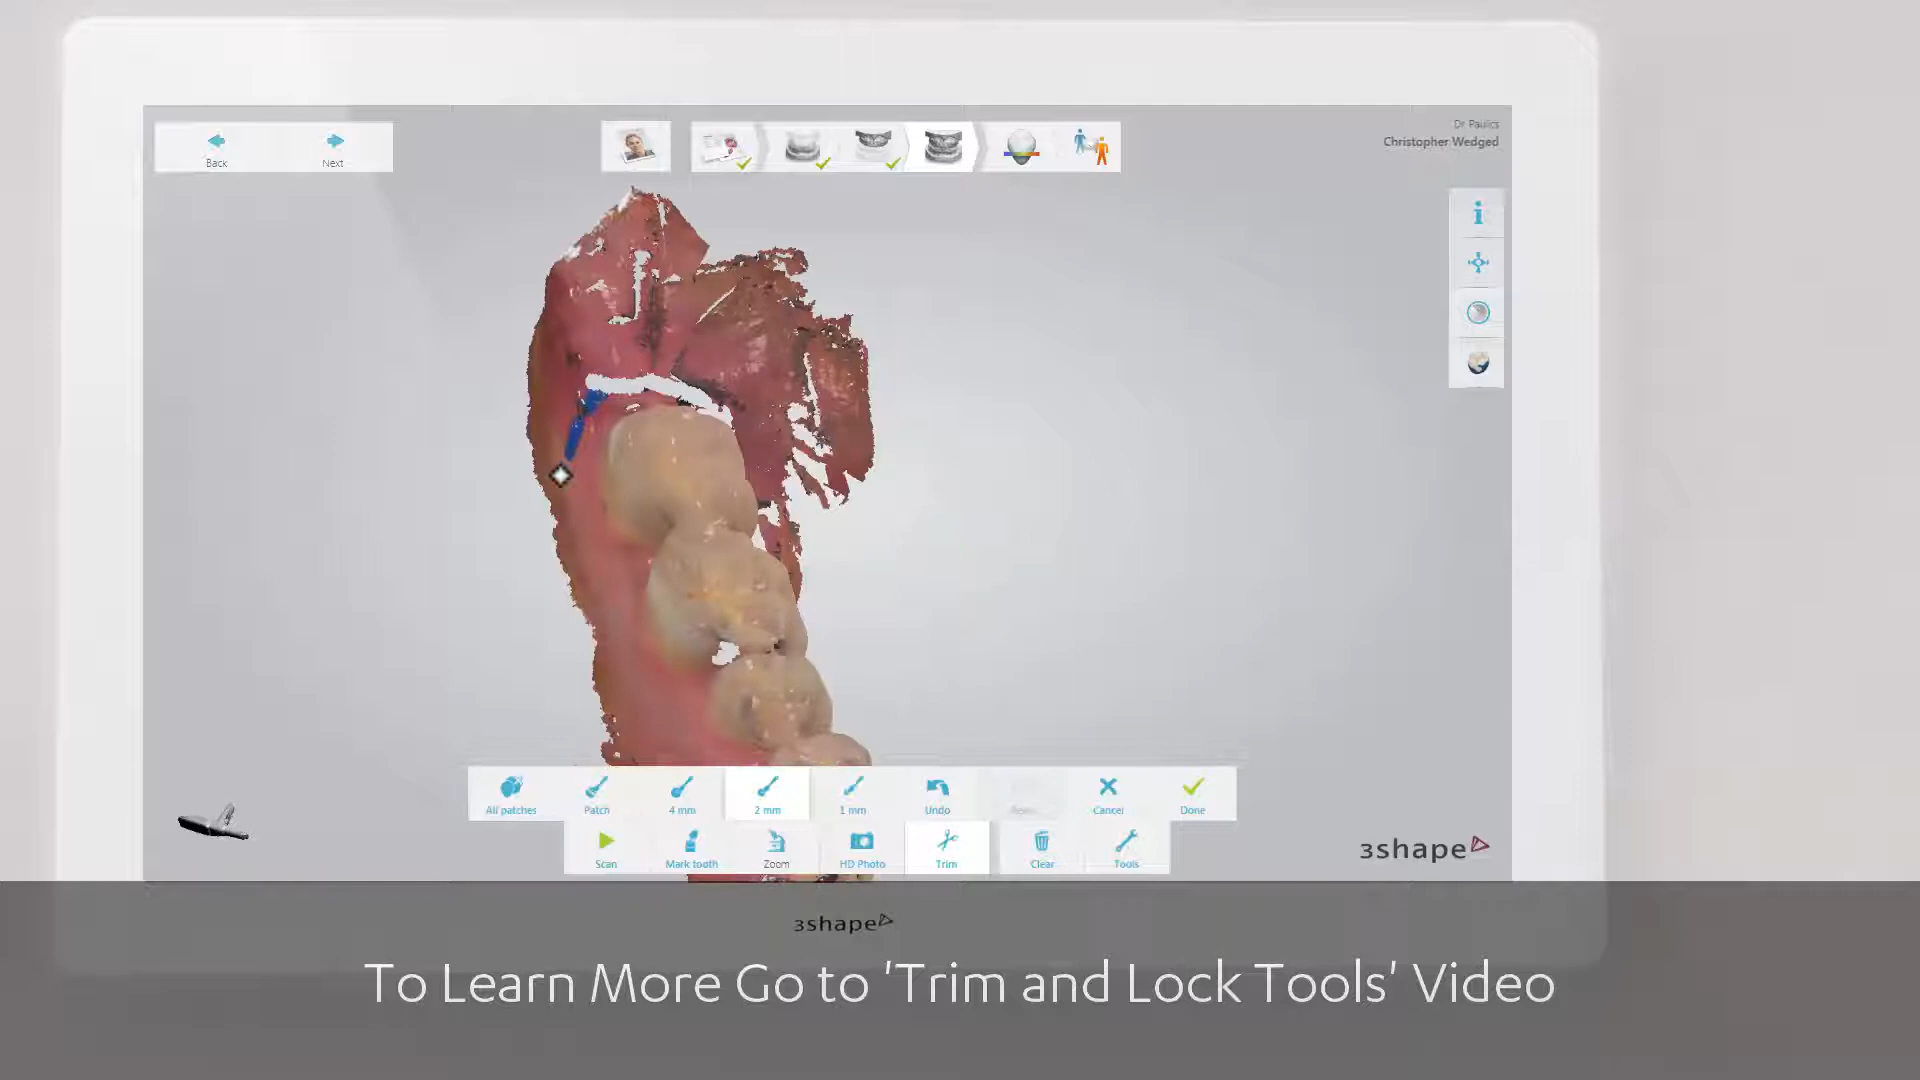 Back
Next
Dr Paulics
Christopher Wedged
All patches
Patch
4 mm
2 mm
1 mm
Undo
Cancel
Done
Scan
Mark tooth
Zoom
HD Photo
Trim
Clear
Tools
3shape
3shape
To Learn More Go to 'Trim and Lock Tools' Video